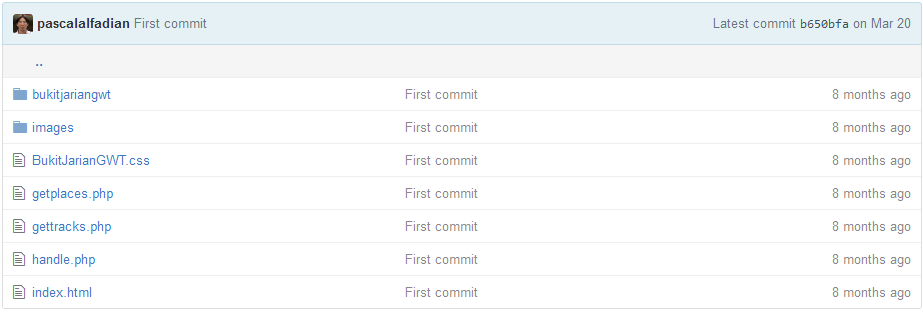 pascalalfadian First commit Latest commit b650bfa on Mar 20
..
bukitjariangwt First commit 8 months ago
images First commit 8 months ago
BukitJarianGWT.css First commit 8 months ago
getplaces.php First commit 8 months ago
gettracks.php First commit 8 months ago
handle.php First commit 8 months ago
index.html First commit 8 months ago